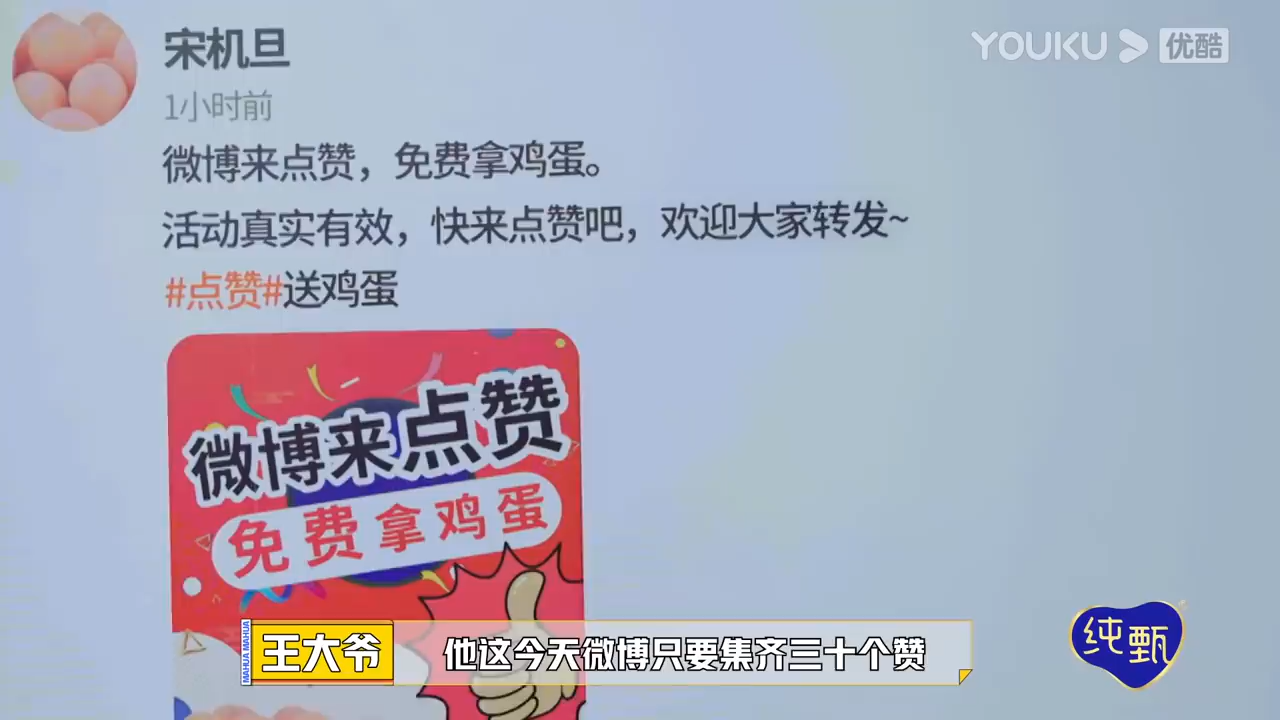 宋机旦
YOUKU 优酷
1小时前
微博来点赞，免费拿鸡蛋。
活动真实有效，快来点赞吧，欢迎大家转发~
#点赞#送鸡蛋
微博来点赞
免费拿鸡蛋
MAHUA MAHUA
王大爷
他这今天微博只要集齐三十个赞
纯甄